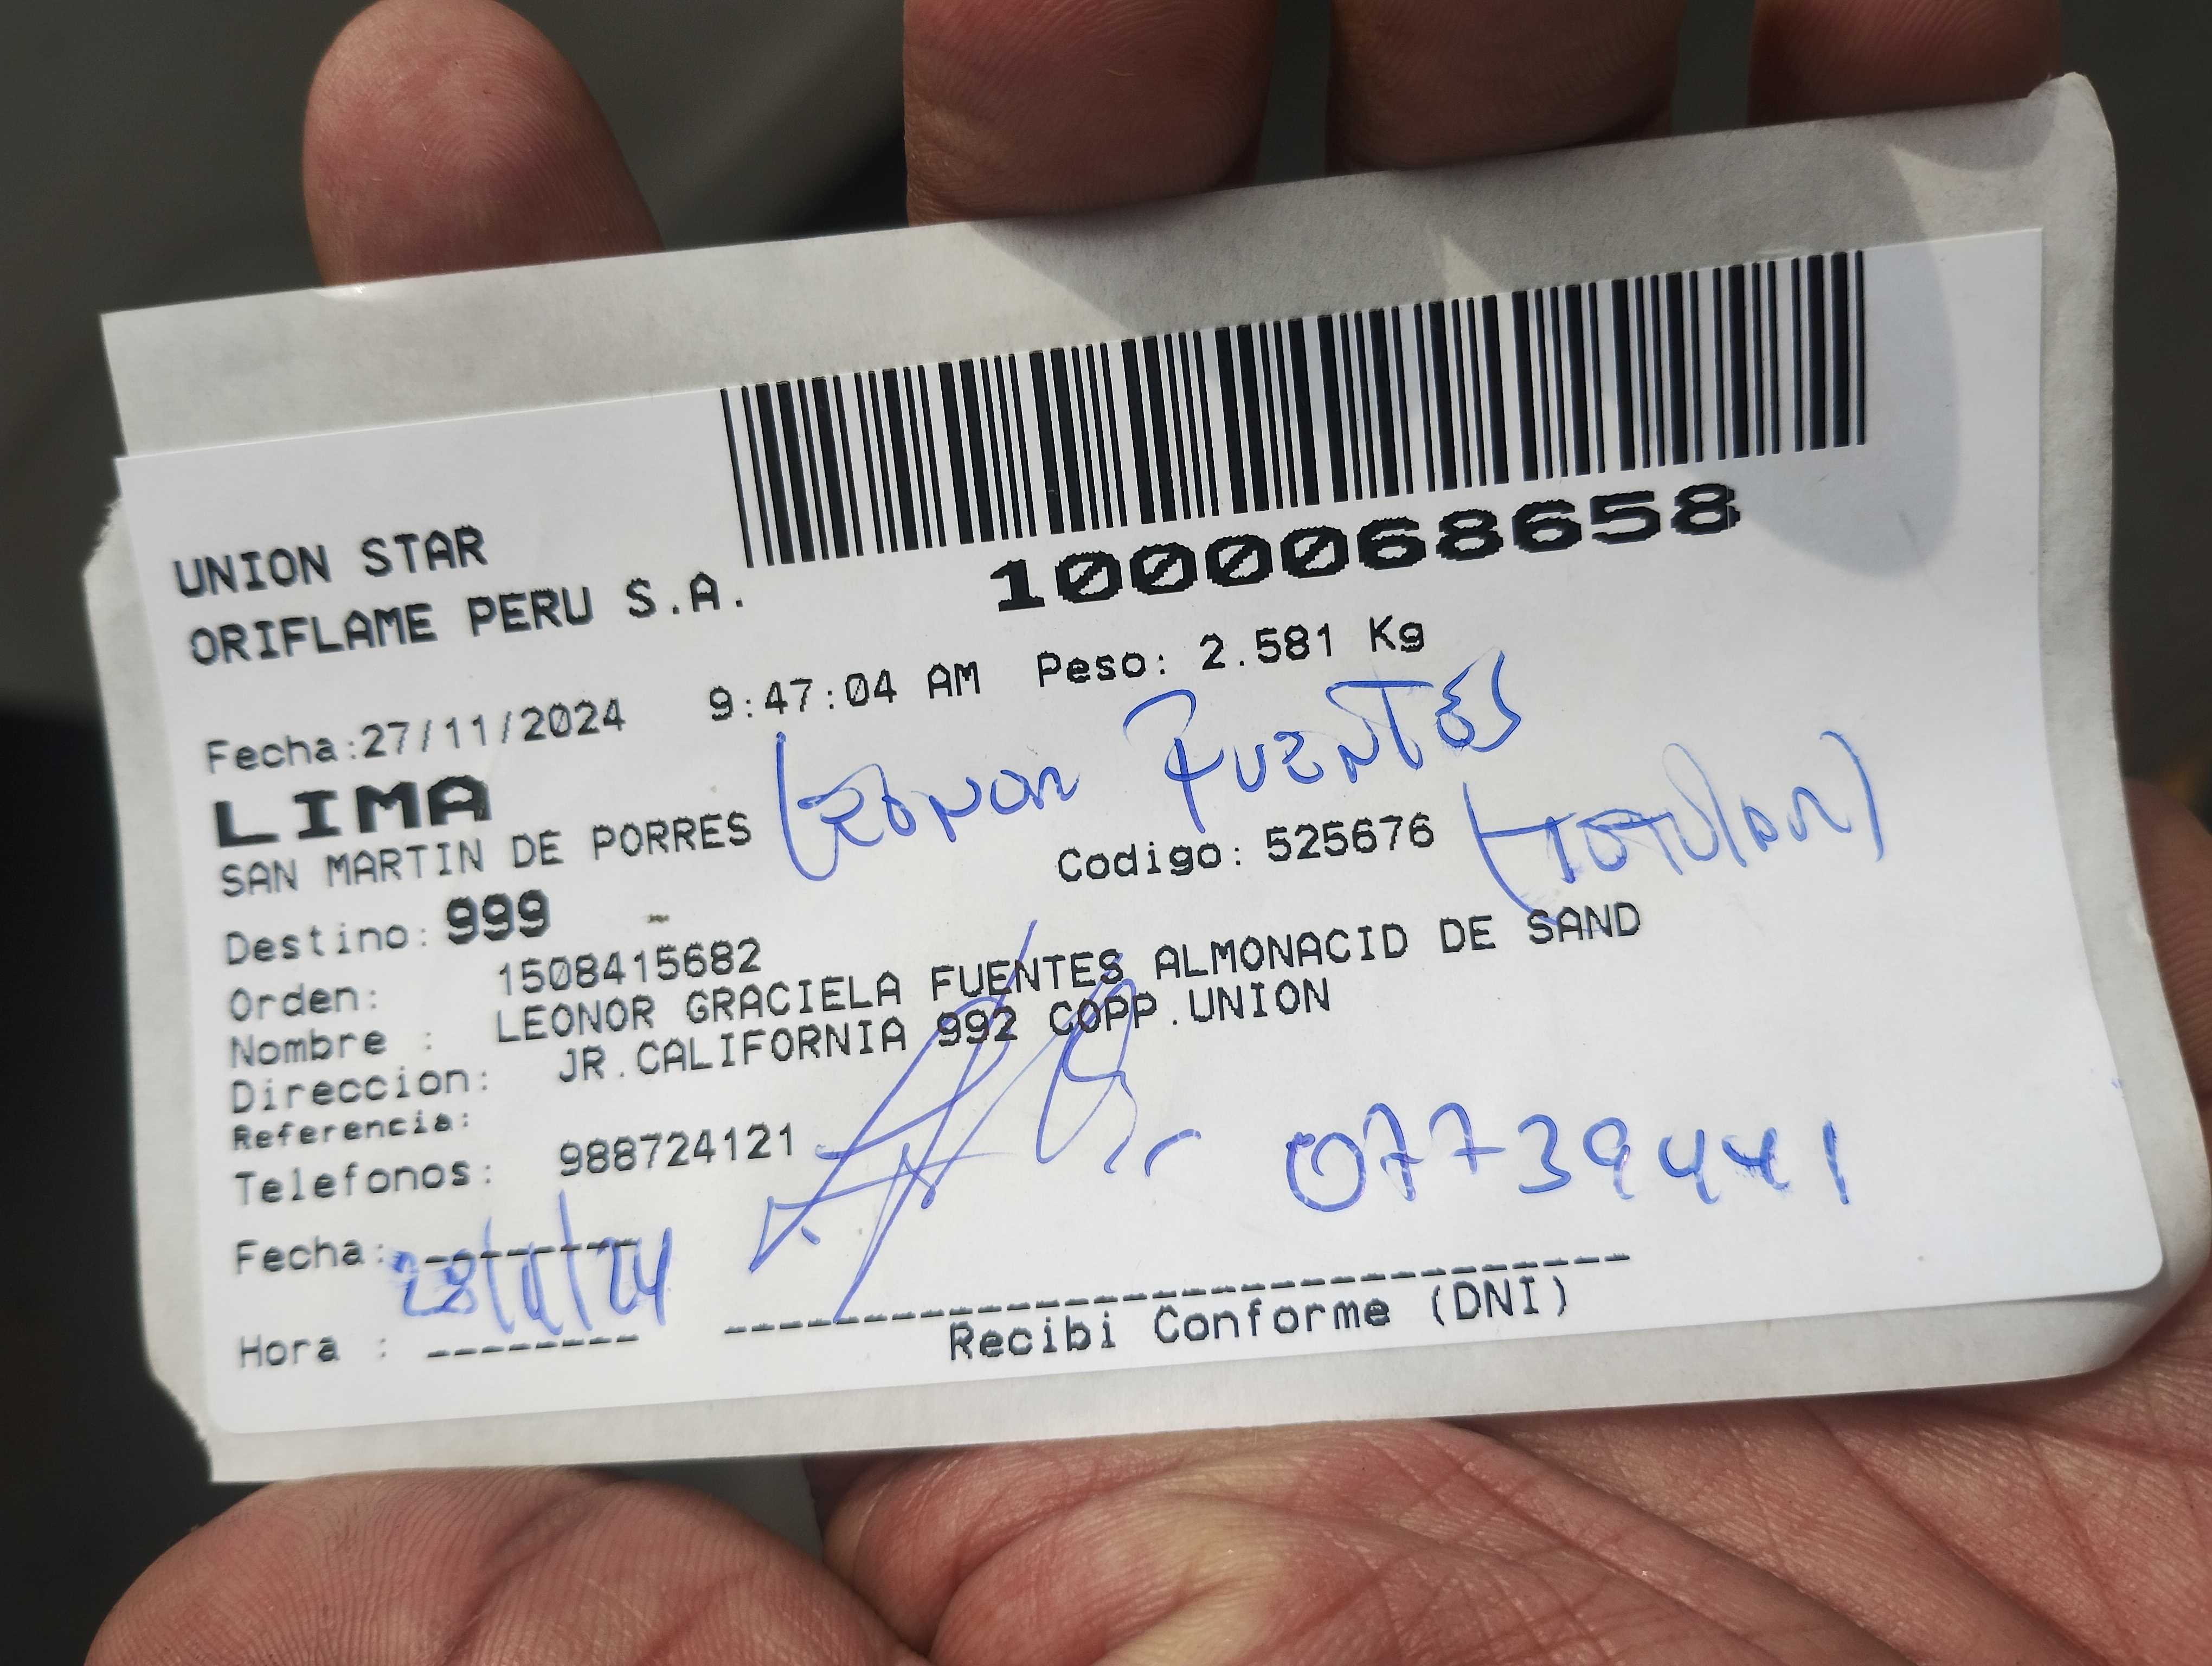 1000068658
UNION STAR
ORIFLAME PERU S.A.
Fecha:27/11/2024 9:47:04 AM Peso: 2.581 Kg
LIMA
LEONOR FUENTES
SAN MARTIN DE PORRES
Codigo: 525676 (TITULAR)
Destino: 999
Orden: 1508415682
Nombre : LEONOR GRACIELA FUENTES ALMONACID DE SAND
Direccion: JR.CALIFORNIA 992 COPP.UNION
Referencia:
Telefonos: 988724121
07739441
Fecha: 28/11/24
Hora :
Recibi Conforme (DNI)